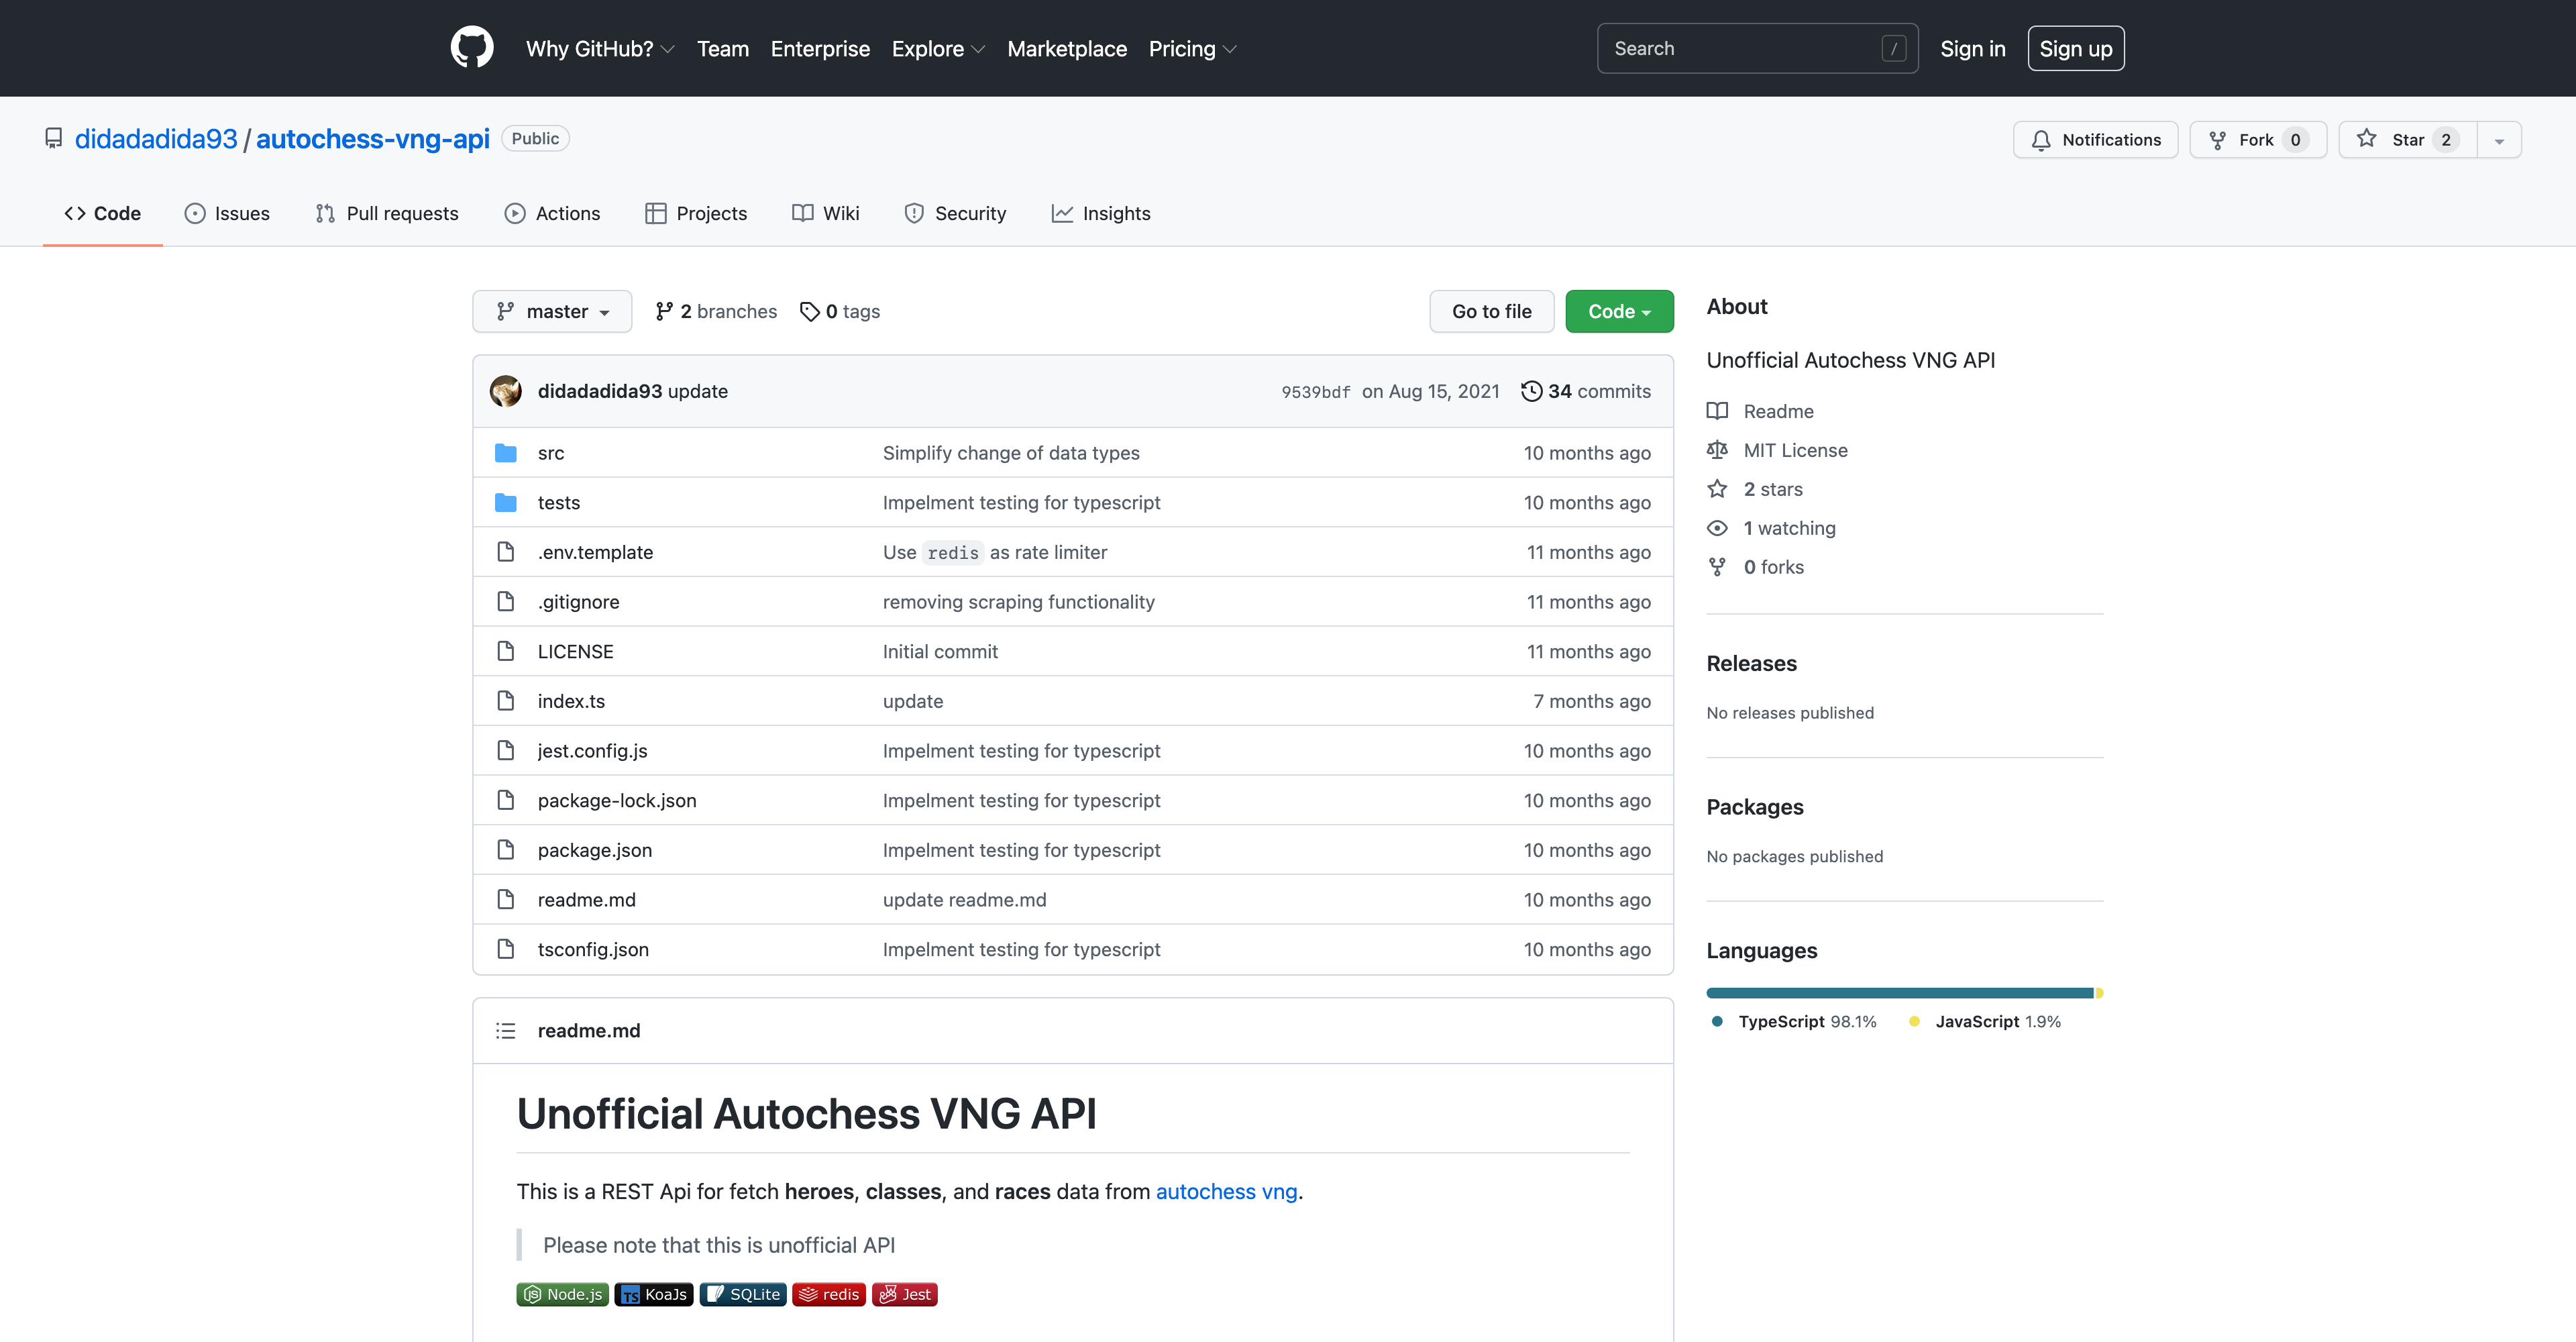 Why GitHub? Team Enterprise Explore Marketplace Pricing Search / Sign in Sign up
didadadida93 / autochess-vng-api Public Notifications Fork 0 Star 2
Code Issues Pull requests Actions Projects Wiki Security Insights
master 2 branches 0 tags Go to file Code
didadadida93 update 9539bdf on Aug 15, 2021 34 commits
src Simplify change of data types 10 months ago
tests Impelment testing for typescript 10 months ago
.env.template Use redis as rate limiter 11 months ago
.gitignore removing scraping functionality 11 months ago
LICENSE Initial commit 11 months ago
index.ts update 7 months ago
jest.config.js Impelment testing for typescript 10 months ago
package-lock.json Impelment testing for typescript 10 months ago
package.json Impelment testing for typescript 10 months ago
readme.md update readme.md 10 months ago
tsconfig.json Impelment testing for typescript 10 months ago
readme.md
Unofficial Autochess VNG API
This is a REST Api for fetch heroes, classes, and races data from autochess vng.
Please note that this is unofficial API
JS Node.js TS KoaJs SQLite redis Jest
About
Unofficial Autochess VNG API
Readme
MIT License
2 stars
1 watching
0 forks
Releases
No releases published
Packages
No packages published
Languages
TypeScript 98.1% JavaScript 1.9%